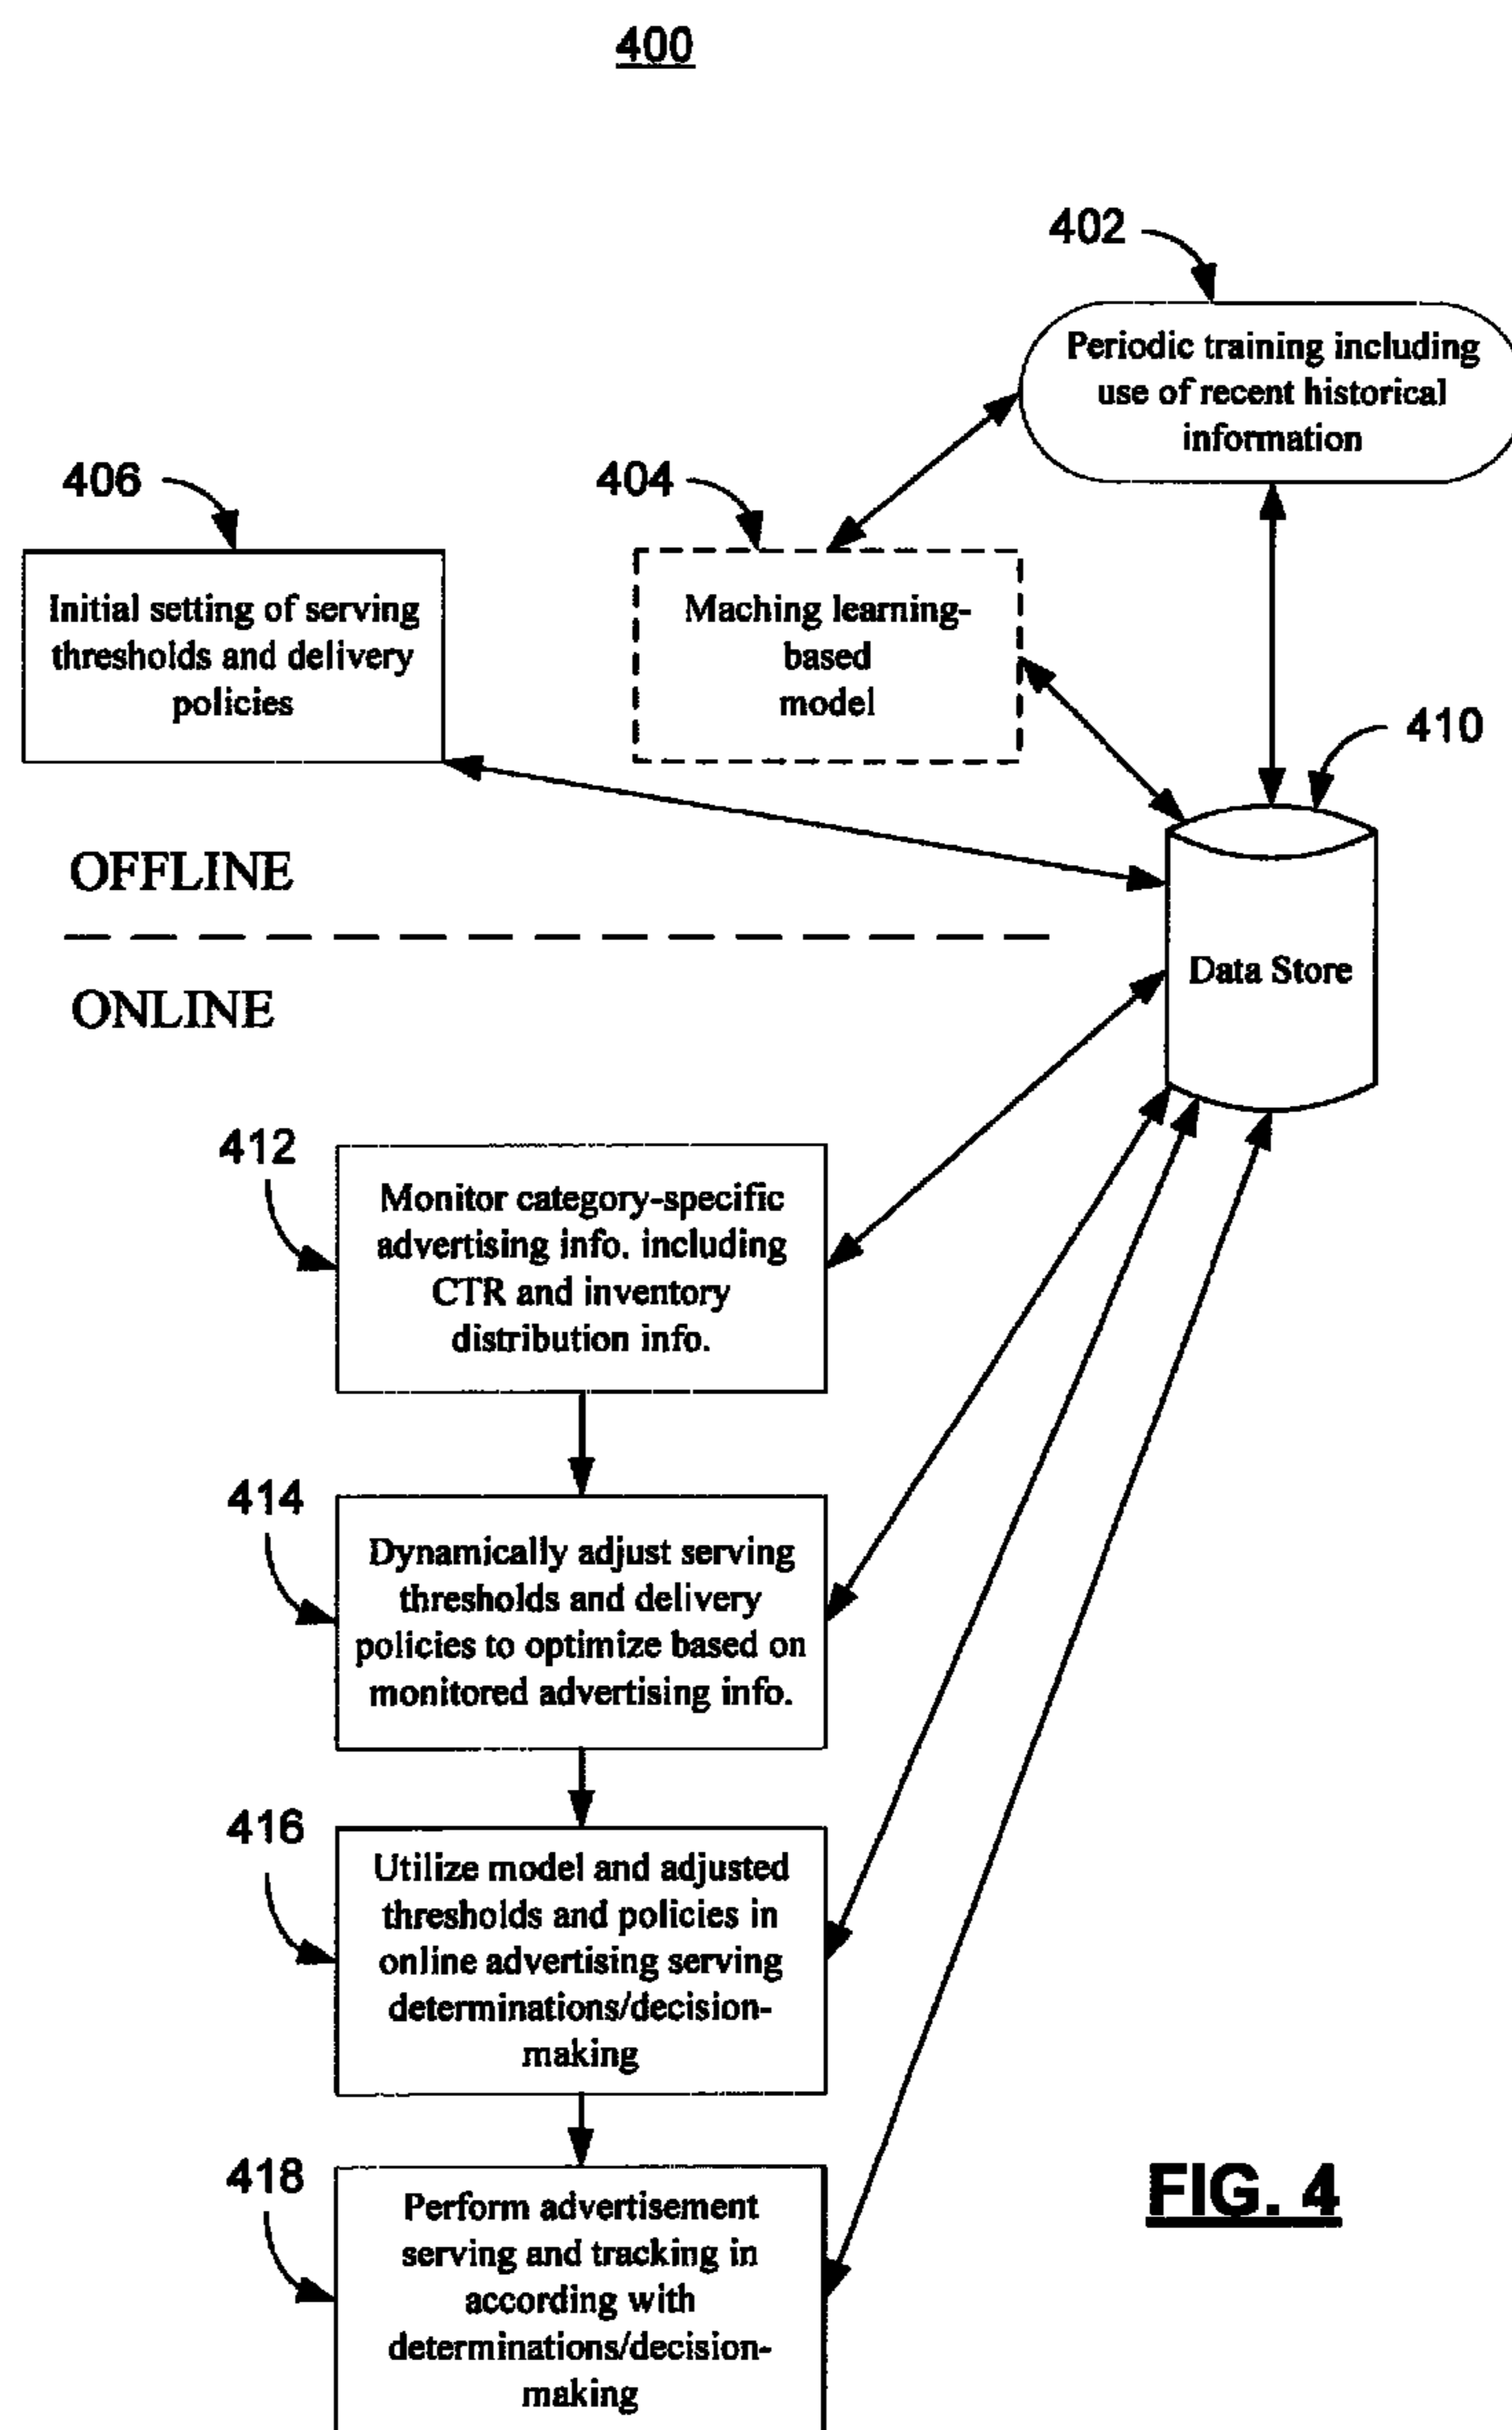 400
402
Periodic training including
use of recent historical
information
406
404
Initial setting of serving
thresholds and delivery
policies
Maching learning-
based
model
410
OFFLINE
Data Store
ONLINE
412
Monitor category-specific
advertising info. including
CTR and inventory
distribution info.
414
Dynamically adjust serving
thresholds and delivery
policies to optimize based on
monitored advertising info.
416
Utilize model and adjusted
thresholds and policies in
online advertising serving
determinations/decision-
making
418
Perform advertisement
serving and tracking in
according with
determinations/decision-
making
FIG. 4